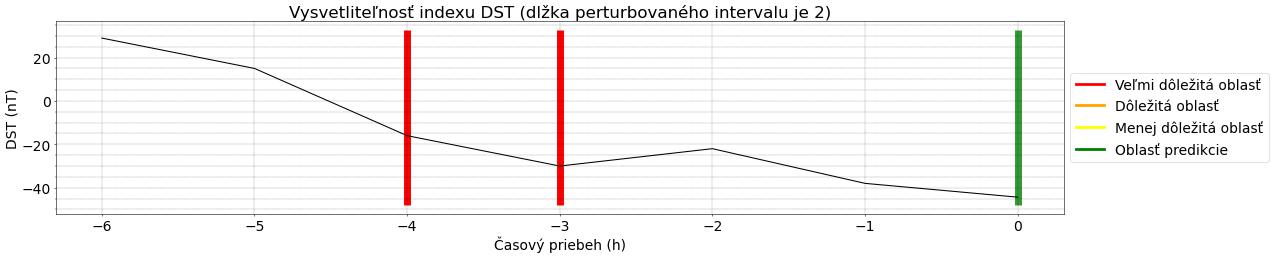 Vysvetliteľnosť indexu DST (dĺžka perturbovaného intervalu je 2)
DST (nT)
20
0
−20
−40
−6
−5
−4
−3
−2
−1
0
Časový priebeh (h)
Veľmi dôležitá oblasť
Dôležitá oblasť
Menej dôležitá oblasť
Oblasť predikcie